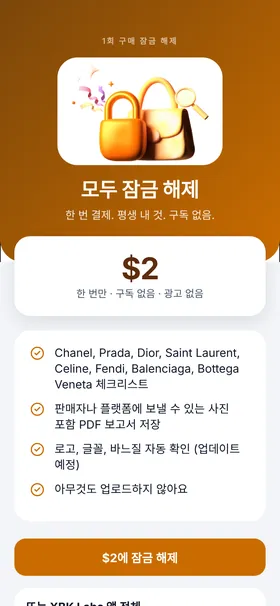 1회 구매 잠금 해제
모두 잠금 해제
한 번 결제. 평생 내 것. 구독 없음.
$2
한 번만 · 구독 없음 · 광고 없음
Chanel, Prada, Dior, Saint Laurent,
Celine, Fendi, Balenciaga, Bottega
Veneta 체크리스트
판매자나 플랫폼에 보낼 수 있는 사진
포함 PDF 보고서 저장
로고, 글꼴, 바느질 자동 확인 (업데이트
예정)
아무것도 업로드하지 않아요
$2에 잠금 해제